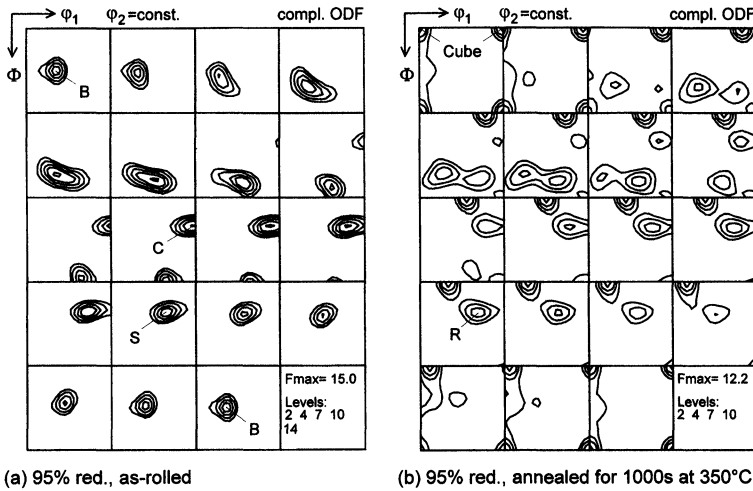 φ1 φ2=const. compl. ODF
Φ
B
C
S
Fmax= 15.0
Levels:
2 4 7 10
14
B
(a) 95% red., as-rolled
φ1 φ2=const. compl. ODF
Φ
Cube
R
Fmax= 12.2
Levels:
2 4 7 10
(b) 95% red., annealed for 1000s at 350°C